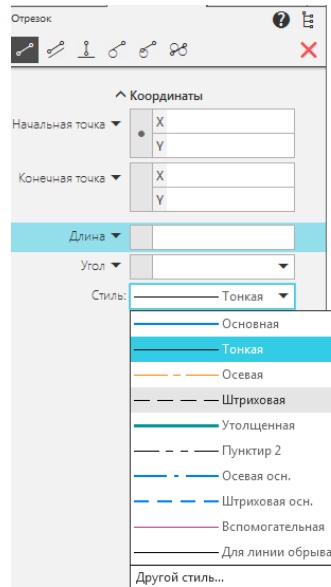 Отрезок
Координаты
Начальная точка
X
Y
Конечная точка
X
Y
Длина
Угол
Стиль: Тонкая
Основная
Тонкая
Осевая
Штриховая
Утолщенная
Пунктир 2
Осевая осн.
Штриховая осн.
Вспомогательная
Для линии обрыва
Другой стиль...